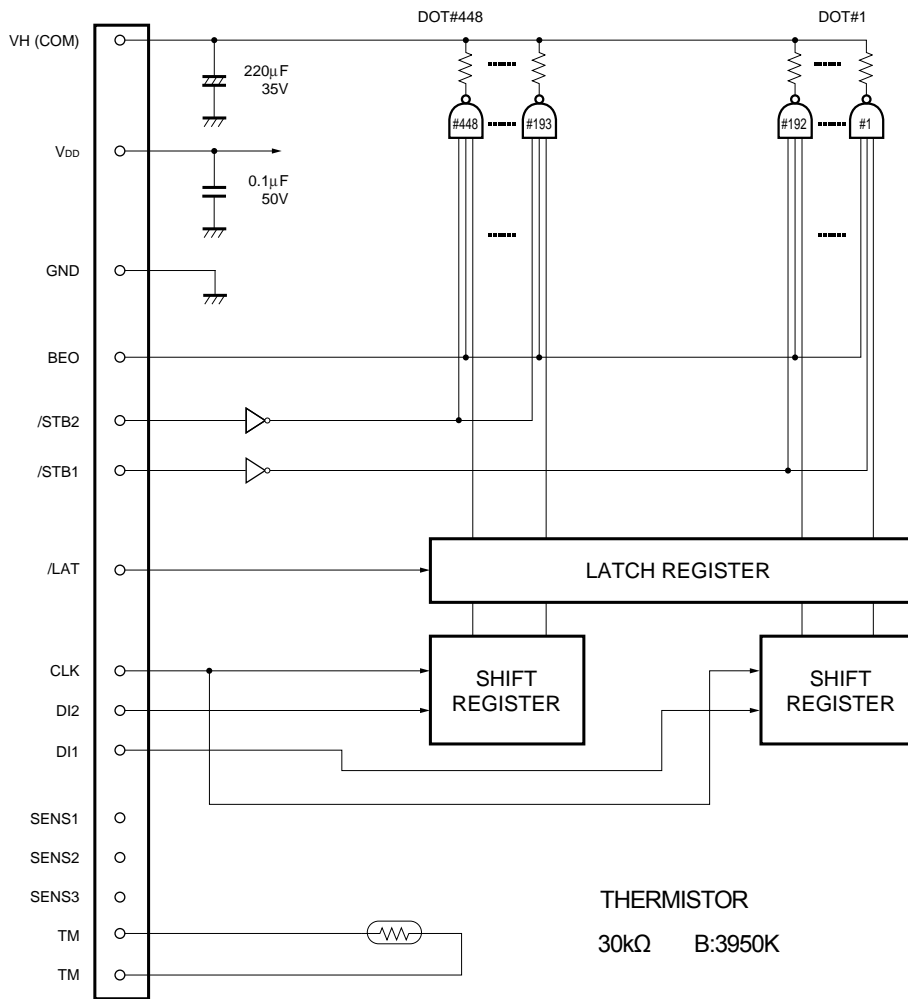 DOT#448
DOT#1
VH (COM)
220μF
35V
#448
#193
#192
#1
VDD
0.1μF
50V
GND
BEO
/STB2
/STB1
/LAT
LATCH REGISTER
CLK
DI2
DI1
SHIFT
REGISTER
SHIFT
REGISTER
SENS1
SENS2
SENS3
TM
TM
THERMISTOR
30kΩ B:3950K